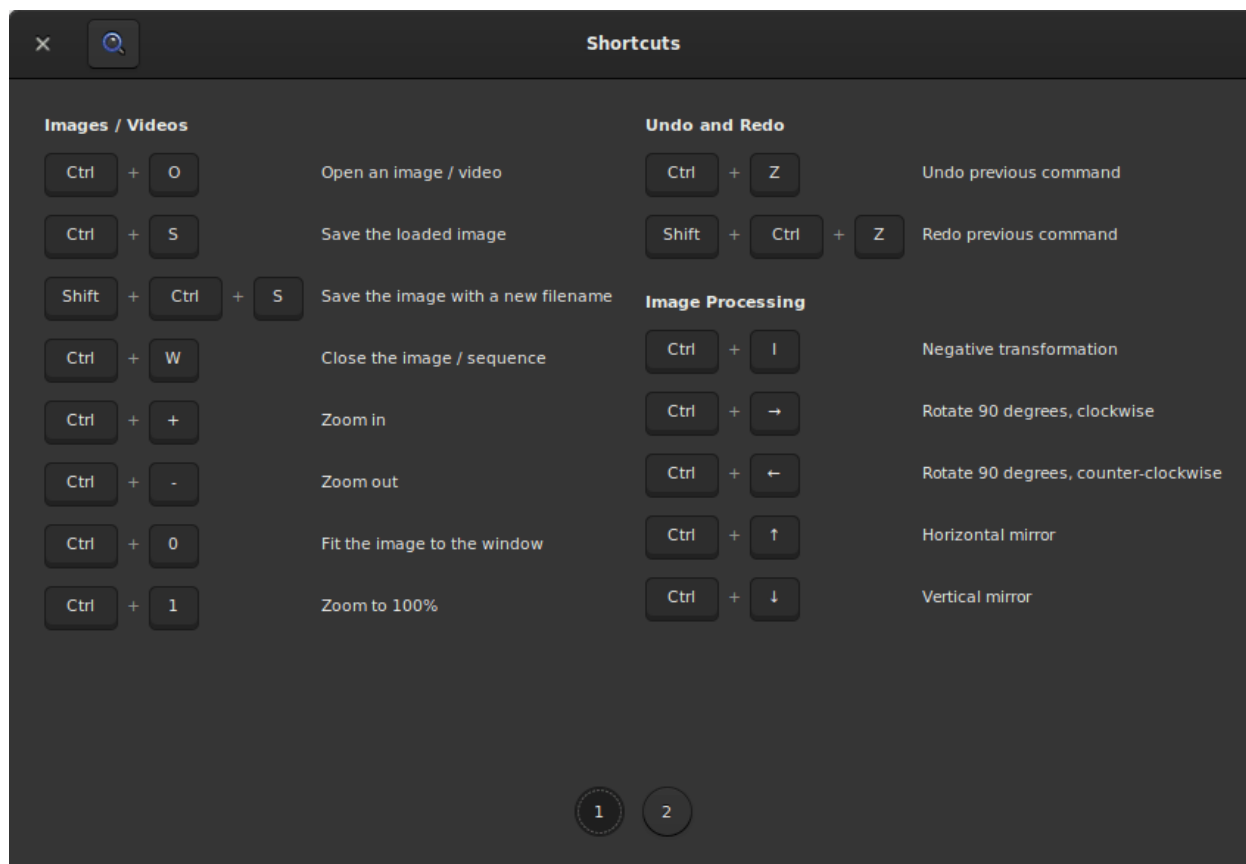 Shortcuts
Images / Videos
Ctrl + O Open an image / video
Ctrl + S Save the loaded image
Shift + Ctrl + S Save the image with a new filename
Ctrl + W Close the image / sequence
Ctrl + + Zoom in
Ctrl + - Zoom out
Ctrl + 0 Fit the image to the window
Ctrl + 1 Zoom to 100%
Undo and Redo
Ctrl + Z Undo previous command
Shift + Ctrl + Z Redo previous command
Image Processing
Ctrl + I Negative transformation
Ctrl + → Rotate 90 degrees, clockwise
Ctrl + ← Rotate 90 degrees, counter-clockwise
Ctrl + ↑ Horizontal mirror
Ctrl + ↓ Vertical mirror
1 2